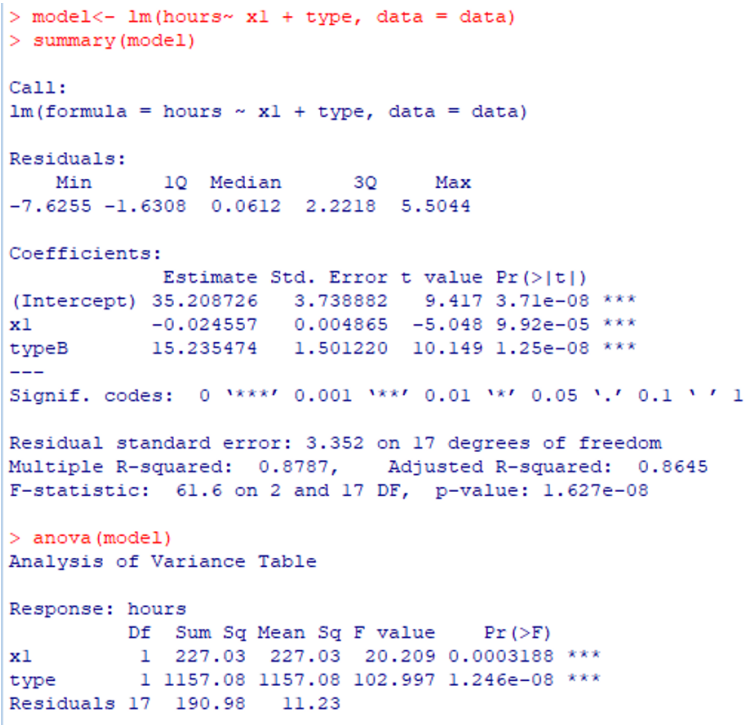 > model<- lm(hours~ x1 + type, data = data)
> summary(model)
Call:
lm(formula = hours ~ x1 + type, data = data)
Residuals:
    Min      1Q  Median      3Q     Max
-7.6255 -1.6308  0.0612  2.2218  5.5044
Coefficients:
             Estimate Std. Error t value Pr(>|t|)
(Intercept) 35.208726   3.738882   9.417 3.71e-08 ***
x1          -0.024557   0.004865  -5.048 9.92e-05 ***
typeB       15.235474   1.501220  10.149 1.25e-08 ***
---
Signif. codes:  0 ‘***’ 0.001 ‘**’ 0.01 ‘*’ 0.05 ‘.’ 0.1 ‘ ’ 1
Residual standard error: 3.352 on 17 degrees of freedom
Multiple R-squared:  0.8787,    Adjusted R-squared:  0.8645
F-statistic:  61.6 on 2 and 17 DF,  p-value: 1.627e-08
> anova(model)
Analysis of Variance Table
Response: hours
          Df  Sum Sq Mean Sq F value    Pr(>F)
x1         1  227.03  227.03  20.209 0.0003188 ***
type       1 1157.08 1157.08 102.997 1.246e-08 ***
Residuals 17  190.98   11.23